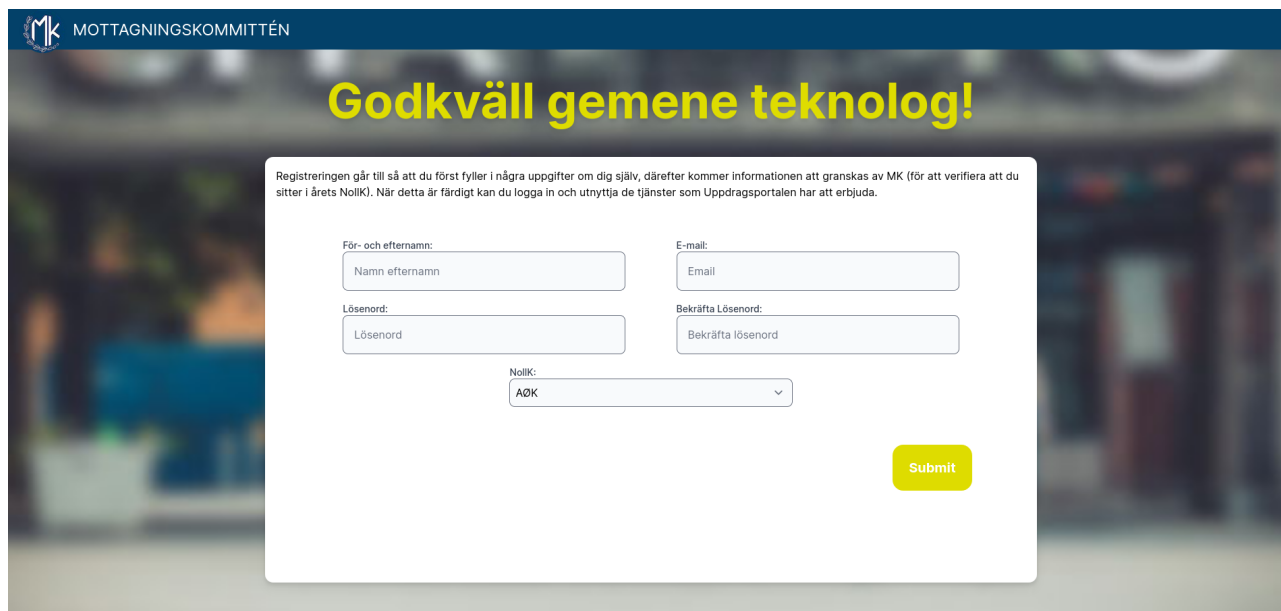 MK MOTTAGNINGSKOMMITTÉN
Godkväll gemene teknolog!
Registreringen går till så att du först fyller i några uppgifter om dig själv, därefter kommer informationen att granskas av MK (för att verifiera att du
sitter i årets NollK). När detta är färdigt kan du logga in och utnyttja de tjänster som Uppdragsportalen har att erbjuda.
För- och efternamn:
Namn efternamn
E-mail:
Email
Lösenord:
Lösenord
Bekräfta Lösenord:
Bekräfta lösenord
NollK:
AØK
Submit